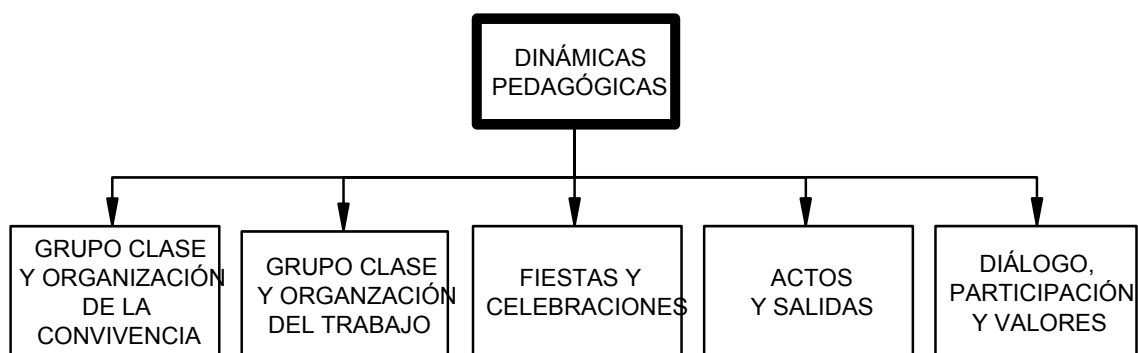 DINÁMICAS
PEDAGÓGICAS
GRUPO CLASE
Y ORGANIZACIÓN
DE LA
CONVIVENCIA
GRUPO CLASE
Y ORGANZACIÓN
DEL TRABAJO
FIESTAS Y
CELEBRACIONES
ACTOS
Y SALIDAS
DIÁLOGO,
PARTICIPACIÓN
Y VALORES